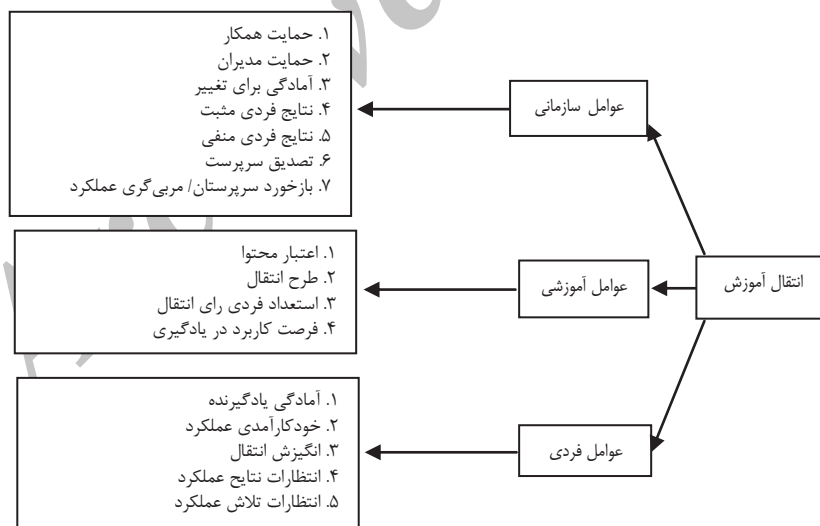 انتقال آموزش
عوامل سازمانی
۱. حمایت همکار
۲. حمایت مدیران
۳. آمادگی برای تغییر
۴. نتایج فردی مثبت
۵. نتایج فردی منفی
۶. تصدیق سرپرست
۷. بازخورد سرپرستان/ مربی‌گری عملکرد
عوامل آموزشی
۱. اعتبار محتوا
۲. طرح انتقال
۳. استعداد فردی رای انتقال
۴. فرصت کاربرد در یادگیری
عوامل فردی
۱. آمادگی یادگیرنده
۲. خودکارآمدی عملکرد
۳. انگیزش انتقال
۴. انتظارات نتایح عملکرد
۵. انتظارات تلاش عملکرد